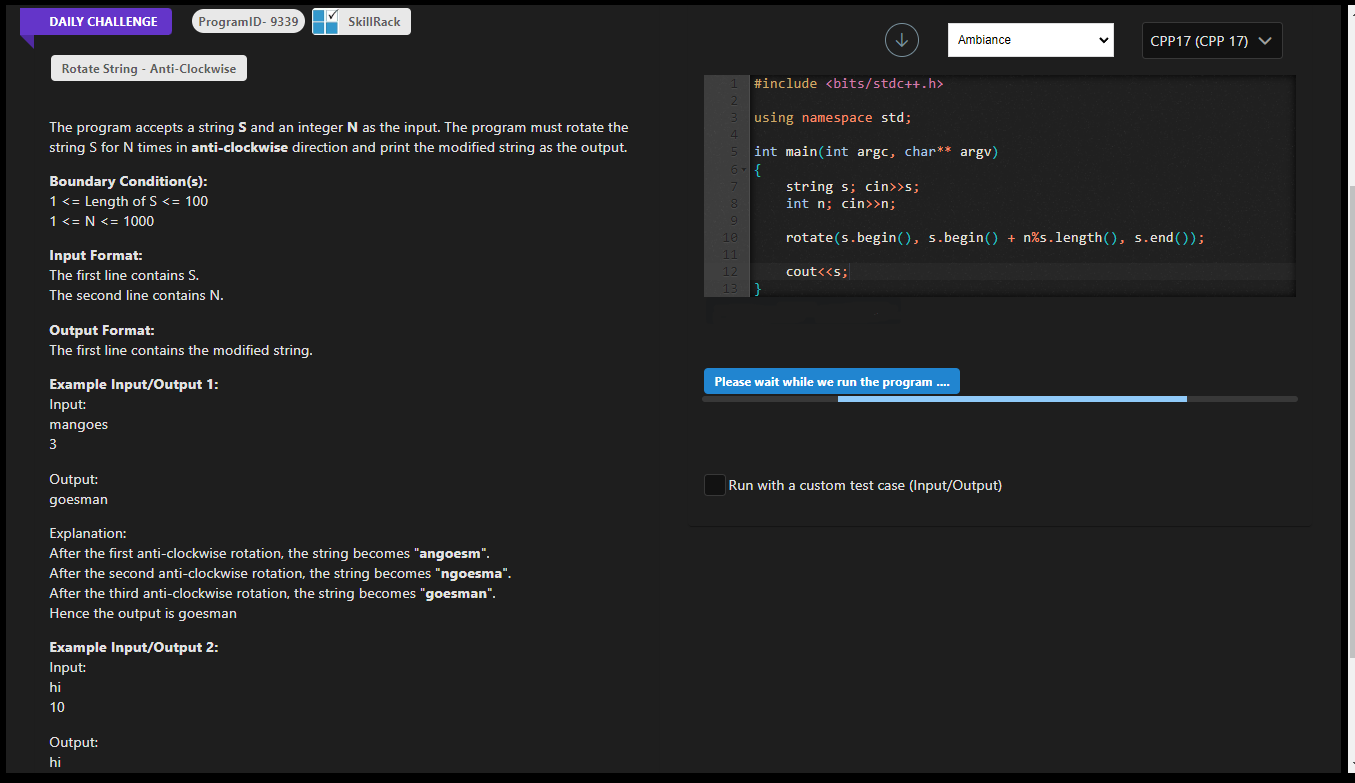 DAILY CHALLENGE
ProgramID- 9339
SkillRack
Rotate String - Anti-Clockwise
The program accepts a string S and an integer N as the input. The program must rotate the
string S for N times in anti-clockwise direction and print the modified string as the output.
Boundary Condition(s):
1 <= Length of S <= 100
1 <= N <= 1000
Input Format:
The first line contains S.
The second line contains N.
Output Format:
The first line contains the modified string.
Example Input/Output 1:
Input:
mangoes
3
Output:
goesman
Explanation:
After the first anti-clockwise rotation, the string becomes "angoesm".
After the second anti-clockwise rotation, the string becomes "ngoesma".
After the third anti-clockwise rotation, the string becomes "goesman".
Hence the output is goesman
Example Input/Output 2:
Input:
hi
10
Output:
hi
Ambiance
CPP17 (CPP 17)
1 #include <bits/stdc++.h>
2
3 using namespace std;
4
5 int main(int argc, char** argv)
6 {
7 string s; cin>>s;
8 int n; cin>>n;
9
10 rotate(s.begin(), s.begin() + n%s.length(), s.end());
11
12 cout<<s;
13 }
Please wait while we run the program ....
Run with a custom test case (Input/Output)